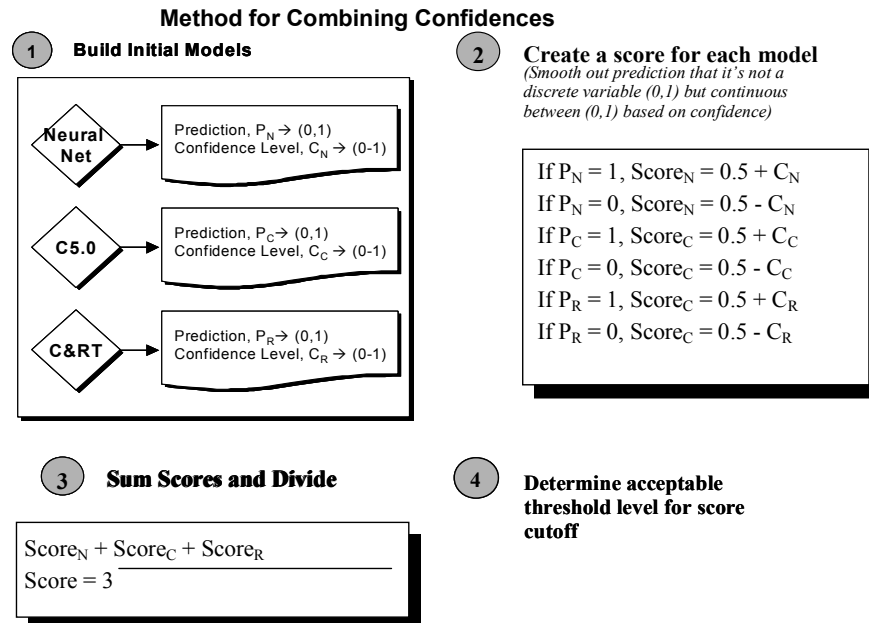 Method for Combining Confidences
1
Build Initial Models
Neural
Net
Prediction, P_N → (0,1)
Confidence Level, C_N → (0-1)
C5.0
Prediction, P_C→ (0,1)
Confidence Level, C_C → (0-1)
C&RT
Prediction, P_R→ (0,1)
Confidence Level, C_R → (0-1)
2
Create a score for each model
(Smooth out prediction that it's not a
discrete variable (0,1) but continuous
between (0,1) based on confidence)
If P_N = 1, Score_N = 0.5 + C_N
If P_N = 0, Score_N = 0.5 - C_N
If P_C = 1, Score_C = 0.5 + C_C
If P_C = 0, Score_C = 0.5 - C_C
If P_R = 1, Score_C = 0.5 + C_R
If P_R = 0, Score_C = 0.5 - C_R
3
Sum Scores and Divide
Score_N + Score_C + Score_R
Score = 3
4
Determine acceptable
threshold level for score
cutoff